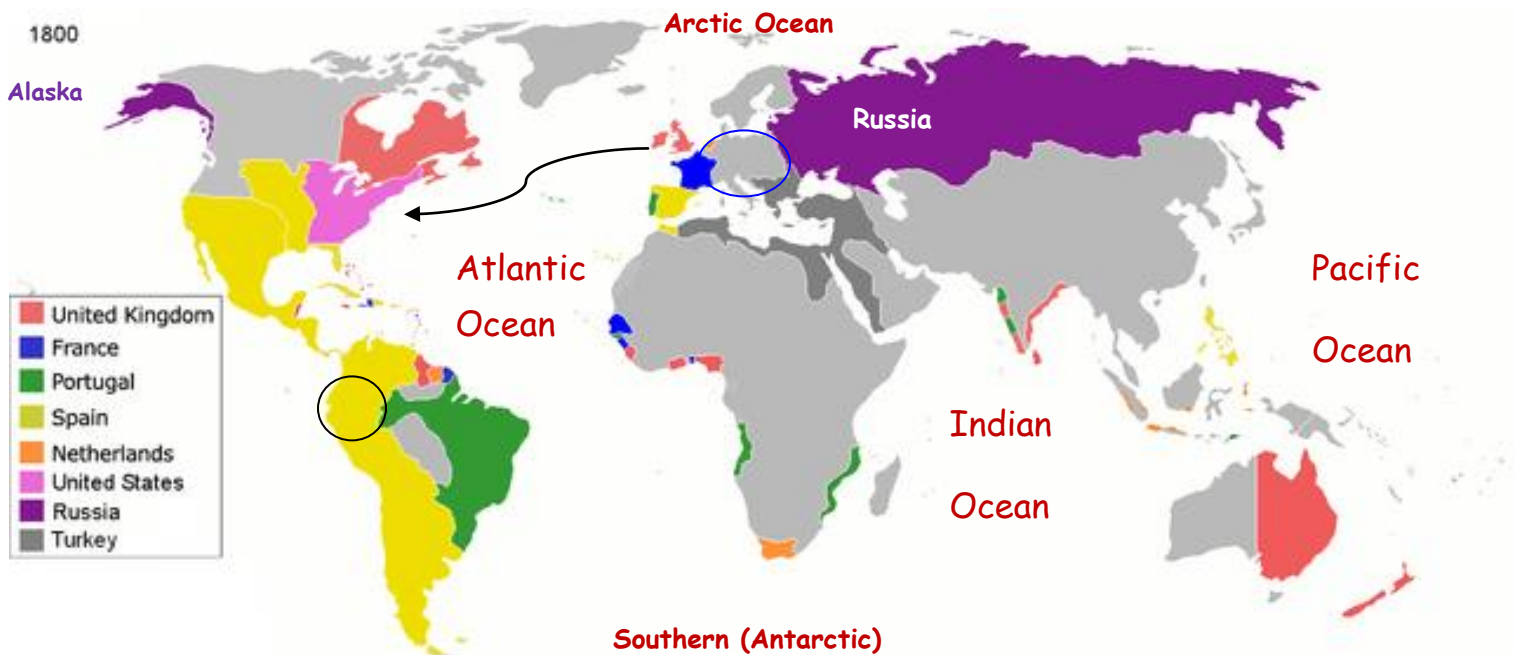 Arctic Ocean
1800
Alaska
Russia
Atlantic
Ocean
Pacific
Ocean
United Kingdom
France
Portugal
Spain
Netherlands
United States
Russia
Turkey
Indian
Ocean
Southern (Antarctic)